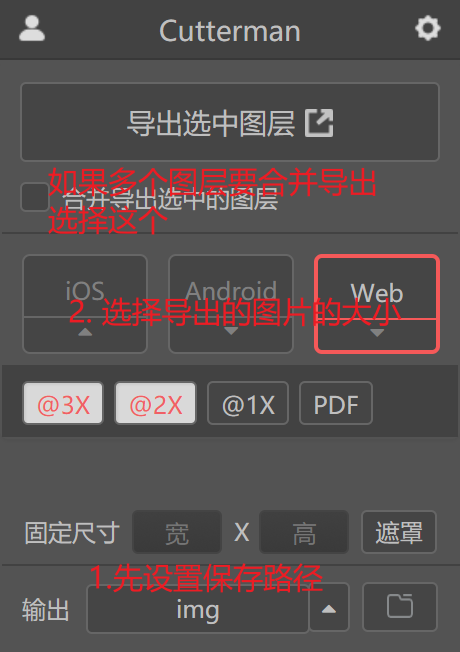 Cutterman
导出选中图层
如果多个图层要合并导出
合并导出选中的图层
选择这个
iOS
Android
Web
2. 选择导出的图片的大小
@3X
@2X
@1X
PDF
固定尺寸
宽
X
高
遮罩
1.先设置保存路径
输出
img